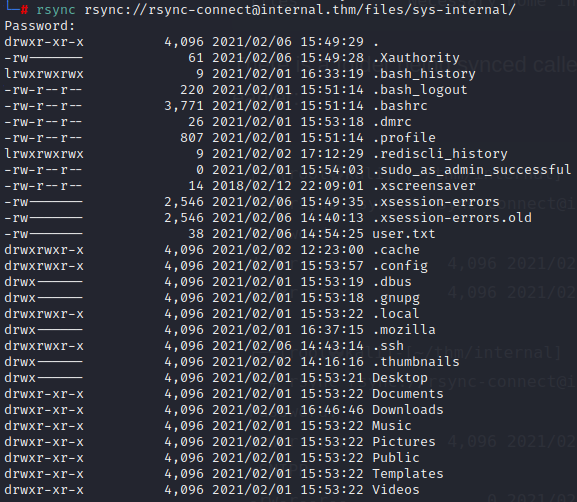 └─# rsync rsync://rsync-connect@internal.thm/files/sys-internal/
Password:
drwxr-xr-x 4,096 2021/02/06 15:49:29 .
-rw------- 61 2021/02/06 15:49:28 .Xauthority
lrwxrwxrwx 9 2021/02/01 16:33:19 .bash_history
-rw-r--r-- 220 2021/02/01 15:51:14 .bash_logout
-rw-r--r-- 3,771 2021/02/01 15:51:14 .bashrc
-rw-r--r-- 26 2021/02/01 15:53:18 .dmrc
-rw-r--r-- 807 2021/02/01 15:51:14 .profile
lrwxrwxrwx 9 2021/02/02 17:12:29 .rediscli_history
-rw-r--r-- 0 2021/02/01 15:54:03 .sudo_as_admin_successful
-rw-r--r-- 14 2018/02/12 22:09:01 .xscreensaver
-rw------- 2,546 2021/02/06 15:49:35 .xsession-errors
-rw------- 2,546 2021/02/06 14:40:13 .xsession-errors.old
-rw------- 38 2021/02/06 14:54:25 user.txt
drwxrwxr-x 4,096 2021/02/02 12:23:00 .cache
drwxrwxr-x 4,096 2021/02/01 15:53:57 .config
drwx------ 4,096 2021/02/01 15:53:19 .dbus
drwx------ 4,096 2021/02/01 15:53:18 .gnupg
drwxrwxr-x 4,096 2021/02/01 15:53:22 .local
drwx------ 4,096 2021/02/01 16:37:15 .mozilla
drwxrwxr-x 4,096 2021/02/06 14:43:14 .ssh
drwx------ 4,096 2021/02/02 14:16:16 .thumbnails
drwx------ 4,096 2021/02/01 15:53:21 Desktop
drwxr-xr-x 4,096 2021/02/01 15:53:22 Documents
drwxr-xr-x 4,096 2021/02/01 16:46:46 Downloads
drwxr-xr-x 4,096 2021/02/01 15:53:22 Music
drwxr-xr-x 4,096 2021/02/01 15:53:22 Pictures
drwxr-xr-x 4,096 2021/02/01 15:53:22 Public
drwxr-xr-x 4,096 2021/02/01 15:53:22 Templates
drwxr-xr-x 4,096 2021/02/01 15:53:22 Videos